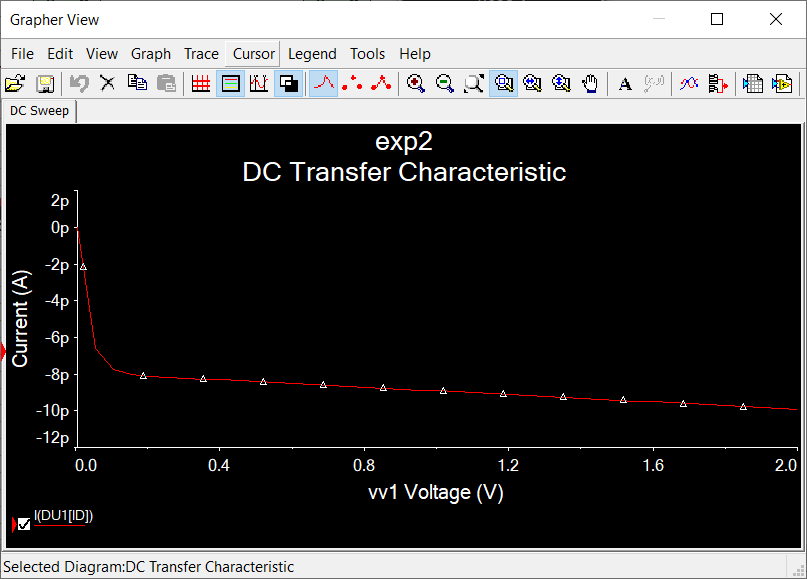 Grapher View
File Edit View Graph Trace Cursor Legend Tools Help
A
DC Sweep
exp2
DC Transfer Characteristic
2p
0p
-2p
-4p
-6p
-8p
-10p
-12p
Current (A)
0.0 0.4 0.8 1.2 1.6 2.0
vv1 Voltage (V)
I(DU1[ID])
Selected Diagram:DC Transfer Characteristic